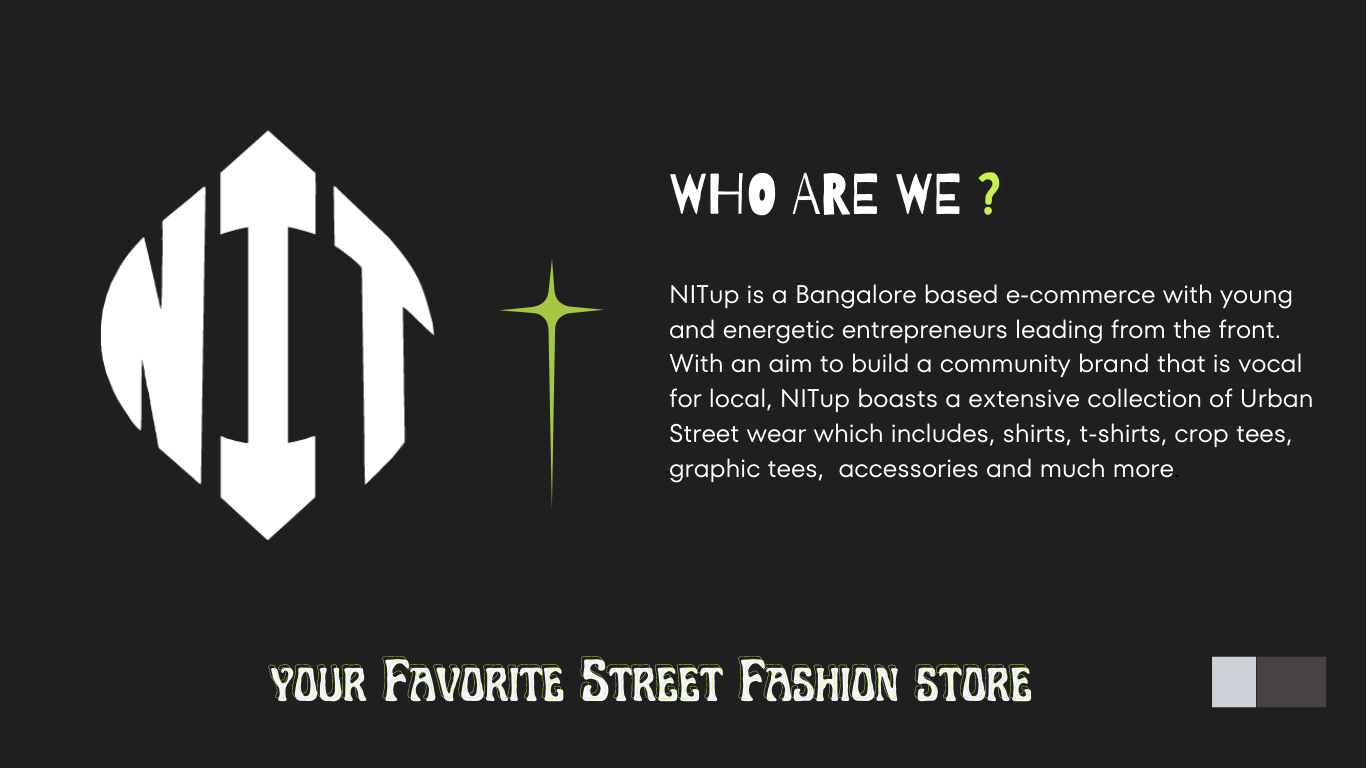 NIT
WHO ARE WE ?
NITup is a Bangalore based e-commerce with young
and energetic entrepreneurs leading from the front.
With an aim to build a community brand that is vocal
for local, NITup boasts a extensive collection of Urban
Street wear which includes, shirts, t-shirts, crop tees,
graphic tees,  accessories and much more.
YOUR FAVORITE STREET FASHION STORE